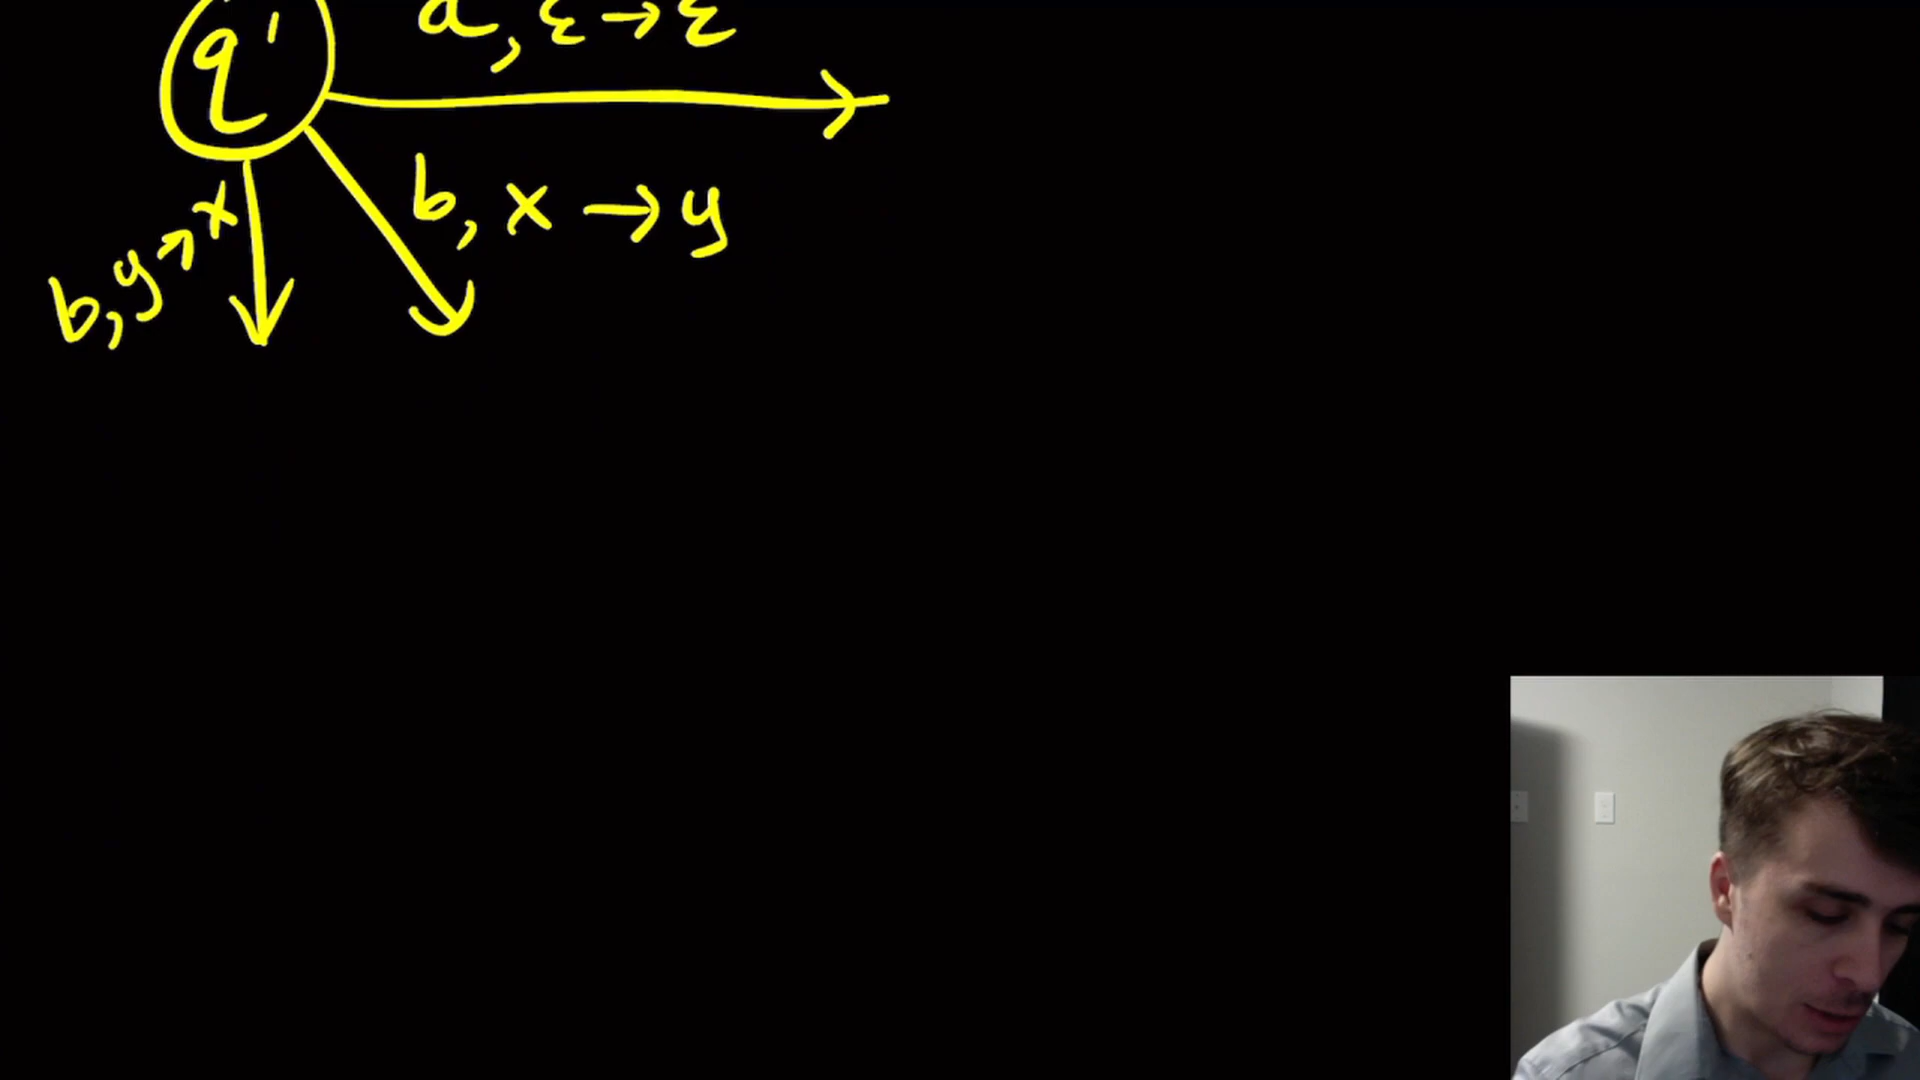 q'
a, ε→ε
b, x→y
b, y→x